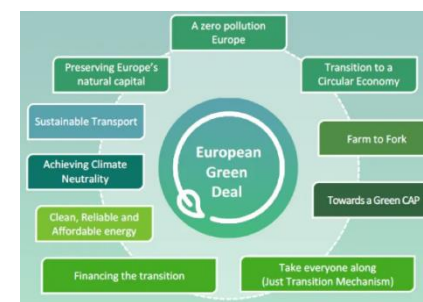 A zero pollution
Europe
Preserving Europe's
natural capital
Transition to a
Circular Economy
Sustainable Transport
European
Green
Deal
Farm to Fork
Achieving Climate
Neutrality
Towards a Green CAP
Clean, Reliable and
Affordable energy
Financing the transition
Take everyone along
(Just Transition Mechanism)